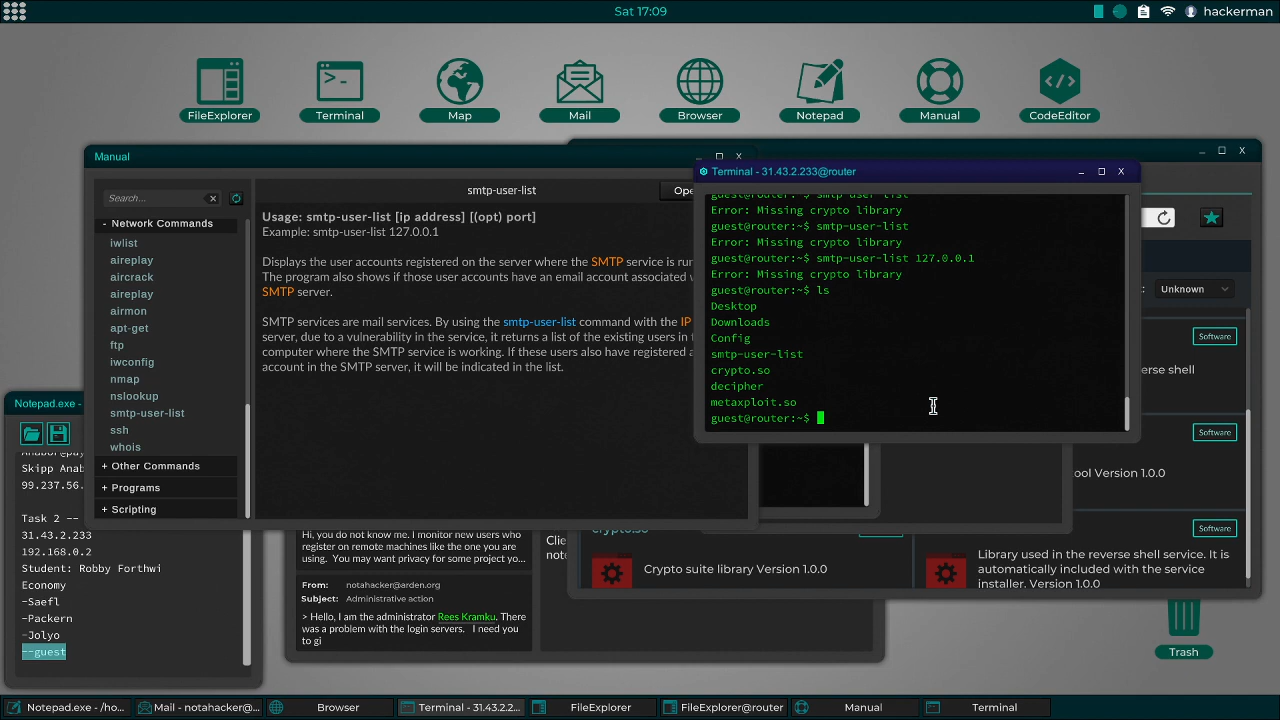 Sat 17:09
hackerman
FileExplorer
Terminal
Map
Mail
Browser
Notepad
Manual
CodeEditor
Manual
X
Search...
X
- Network Commands
iwlist
aireplay
aircrack
aireplay
airmon
apt-get
ftp
iwconfig
nmap
nslookup
smtp-user-list
ssh
whois
+ Other Commands
+ Programs
+ Scripting
smtp-user-list
Ope
Usage: smtp-user-list [ip address] [(opt) port]
Example: smtp-user-list 127.0.0.1
Displays the user accounts registered on the server where the SMTP service is run
The program also shows if those user accounts have an email account associated
SMTP server.
SMTP services are mail services. By using the smtp-user-list command with the IP
server, due to a vulnerability in the service, it returns a list of the existing users in
computer where the SMTP service is working. If these users also have registered a
account in the SMTP server, it will be indicated in the list.
Terminal - 31.43.2.233@router
X
guest@router:~$ smtp-user-list
Error: Missing crypto library
guest@router:~$ smtp-user-list
Error: Missing crypto library
guest@router:~$ smtp-user-list 127.0.0.1
Error: Missing crypto library
guest@router:~$ ls
Desktop
Downloads
Config
smtp-user-list
crypto.so
decipher
metaxploit.so
guest@router:~$
X
: Unknown
Software
erse shell
Software
ool Version 1.0.0
Software
crypto.so
Crypto suite library Version 1.0.0
Library used in the reverse shell service. It is
automatically included with the service
installer. Version 1.0.0
Notepad.exe -
Anabor@pay
Skipp Anab
99.237.56.
Task 2 --
31.43.2.233
192.168.0.2
Student: Robby Forthwi
Economy
-Saefl
-Packern
-Jolyo
--guest
Hi, you do not know me. I monitor new users who
register on remote machines like the one you are
using. You may want privacy for some project yo...
From: notahacker@arden.org
Subject: Administrative action
> Hello, I am the administrator Rees Kramku. There
was a problem with the login servers. I need you
to gi
Clie
note
Trash
Notepad.exe - /ho...
Mail - notahacker@...
Browser
Terminal - 31.43.2.2...
FileExplorer
FileExplorer@router
Manual
Terminal